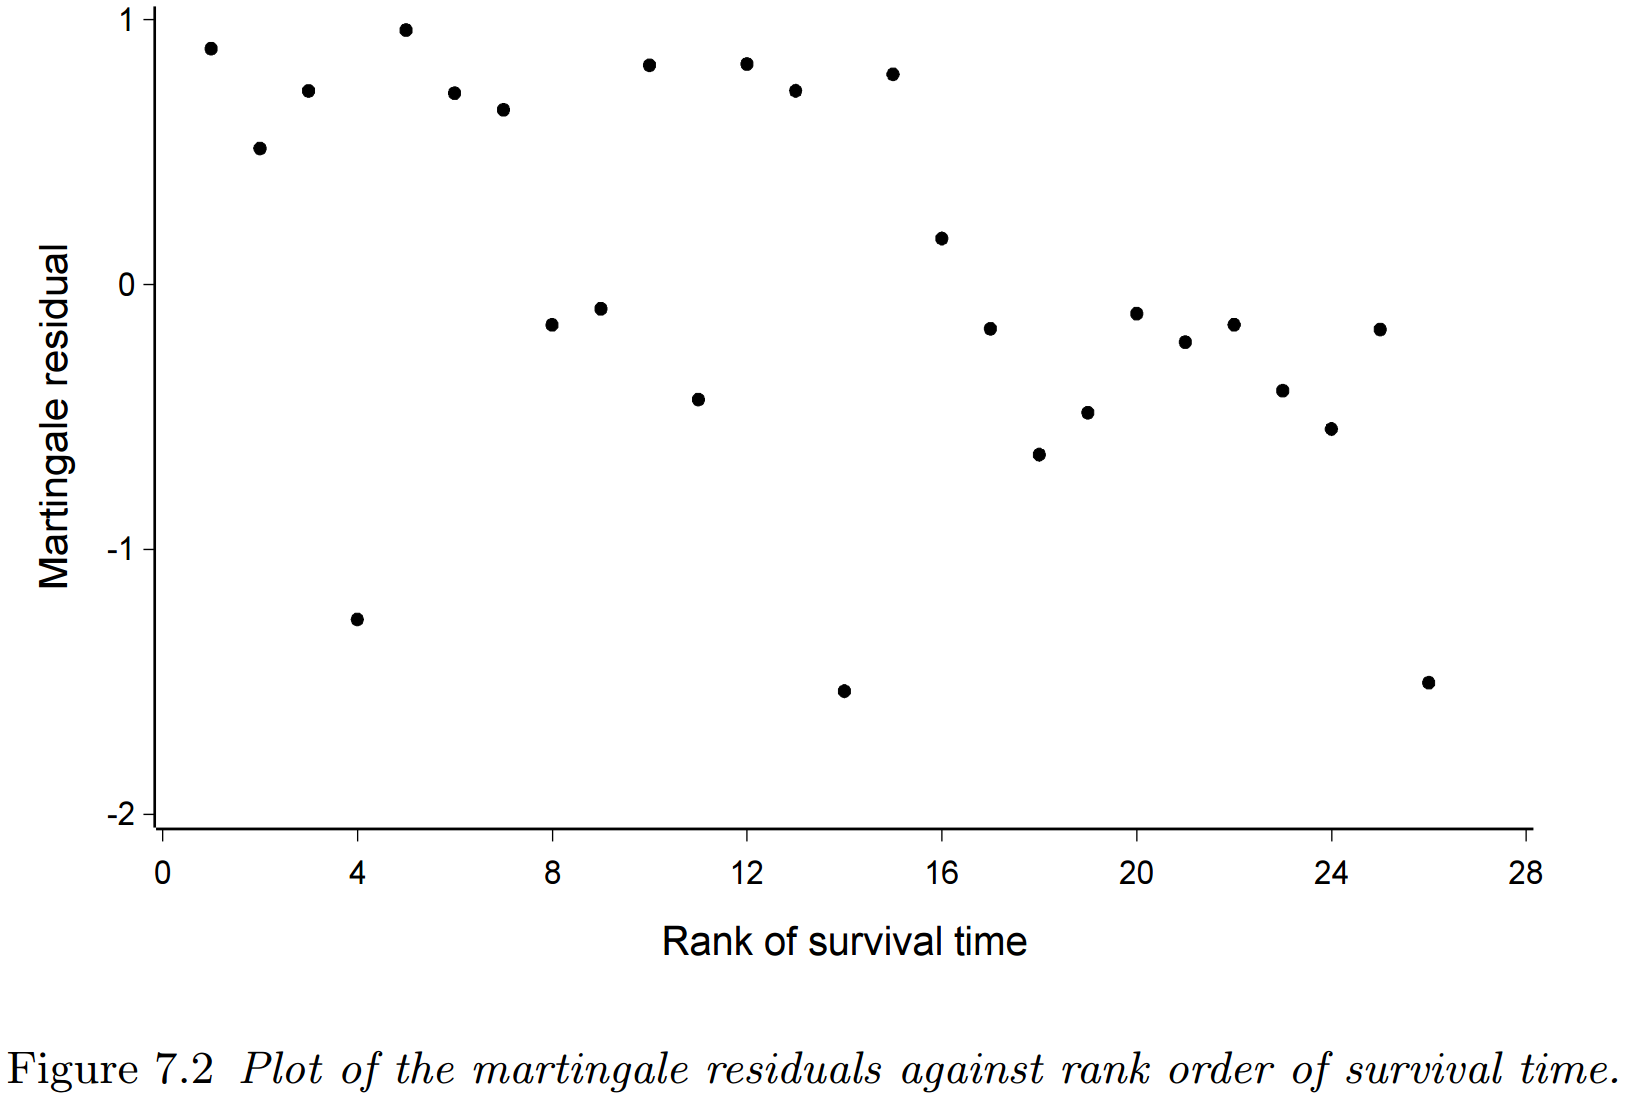 1
0
-1
-2
Martingale residual
0 4 8 12 16 20 24 28
Rank of survival time
Figure 7.2 Plot of the martingale residuals against rank order of survival time.